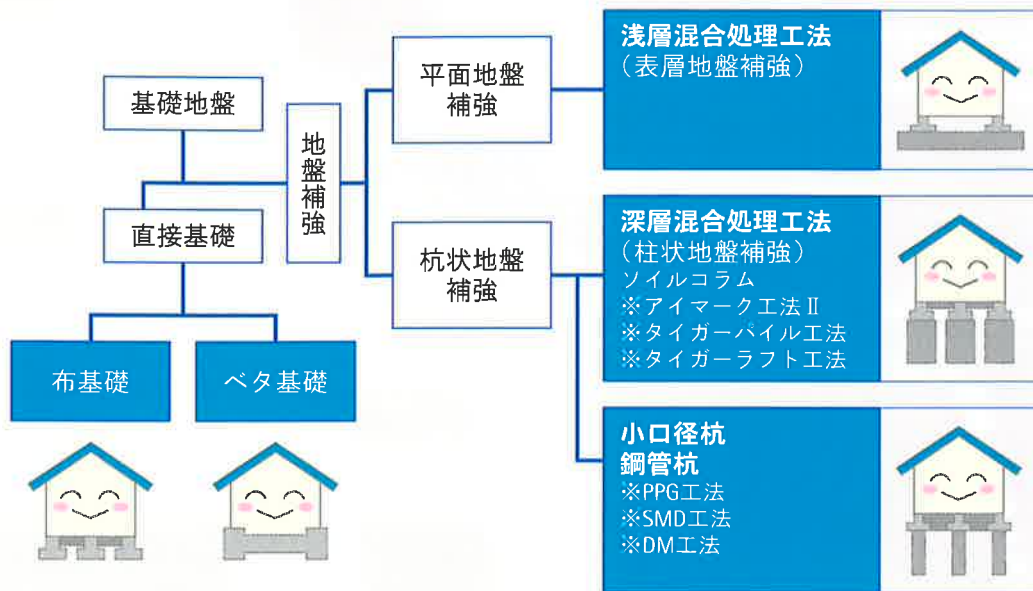 基礎地盤
直接基礎
布基礎
ベタ基礎
地盤補強
平面地盤
補強
杭状地盤
補強
浅層混合処理工法
（表層地盤補強）
深層混合処理工法
（柱状地盤補強）
ソイルコラム
※アイマーク工法Ⅱ
※タイガーパイル工法
※タイガーラフト工法
小口径杭
鋼管杭
※PPG工法
※SMD工法
※DM工法